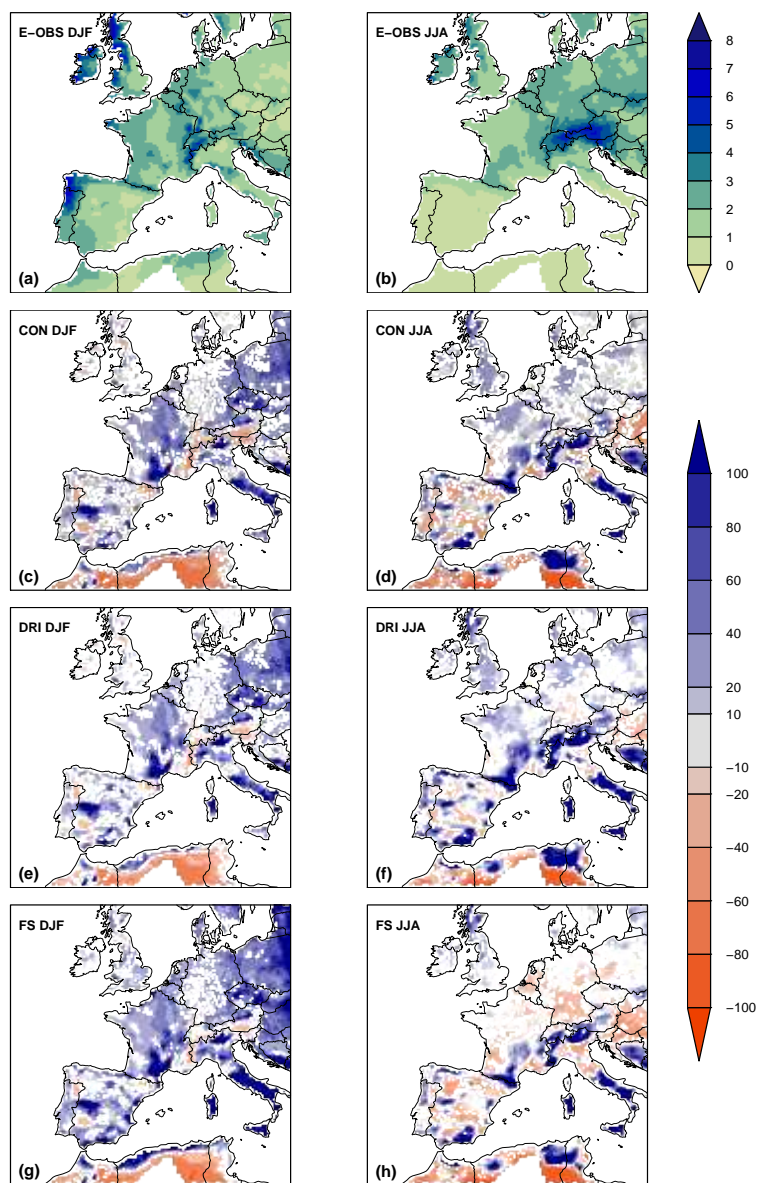 E−OBS DJF
(a)
E−OBS JJA
(b)
8
7
6
5
4
3
2
1
0
CON DJF
(c)
CON JJA
(d)
DRI DJF
(e)
DRI JJA
(f)
FS DJF
(g)
FS JJA
(h)
100
80
60
40
20
10
−10
−20
−40
−60
−80
−100